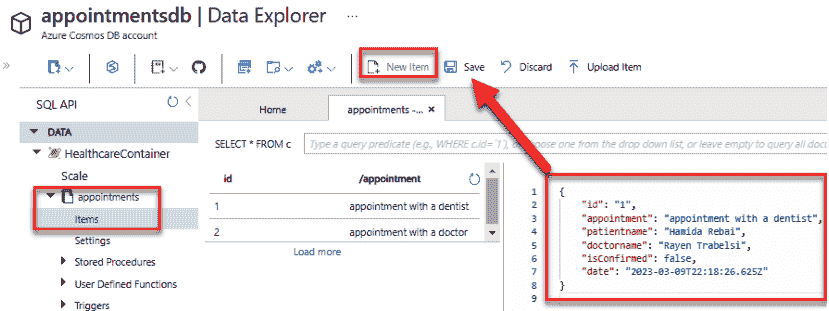 appointmentsdb | Data Explorer ...
Azure Cosmos DB account
»
New Item Save Discard Upload Item
SQL API
DATA
HealthcareContainer
Scale
appointments
Items
Settings
Stored Procedures
User Defined Functions
Triggers
Home appointments -... ×
SELECT * FROM c Type a query predicate (e.g., WHERE c.id=´1´), or choose one from the drop down list, or leave empty to query all docu
id /appointment
1 appointment with a dentist
2 appointment with a doctor
Load more
1 {
2 "id": "1",
3 "appointment": "appointment with a dentist",
4 "patientname": "Hamida Rebai",
5 "doctorname": "Rayen Trabelsi",
6 "isConfirmed": false,
7 "date": "2023-03-09T22:18:26.625Z"
8 }
9